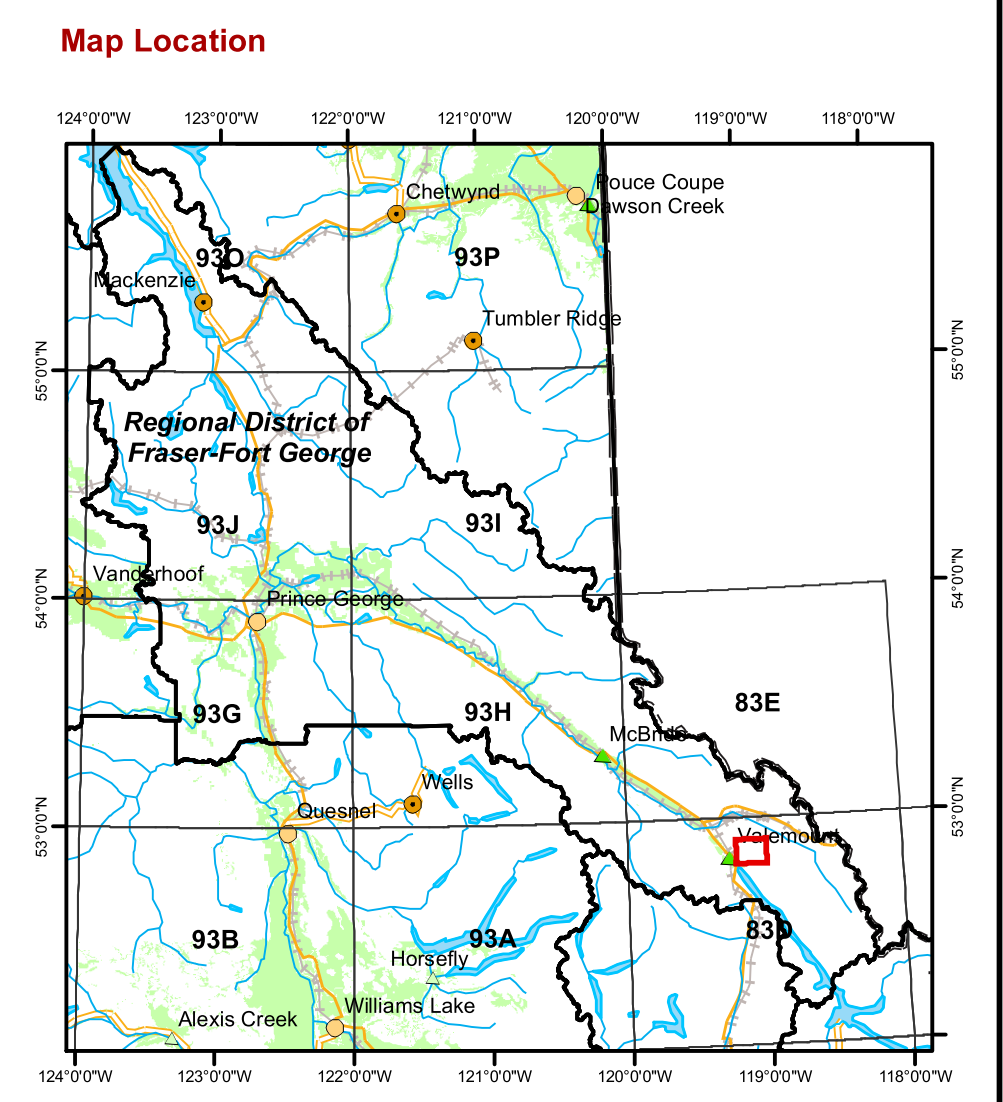 Map Location
124°0'0"W 123°0'0"W 122°0'0"W 121°0'0"W 120°0'0"W 119°0'0"W 118°0'0"W
Pouce Coupe
Chetwynd
Dawson Creek
93O
93P
Mackenzie
Tumbler Ridge
55°0'0"N
55°0'0"N
Regional District of
Fraser-Fort George
93J
93I
Vanderhoof
54°0'0"N
54°0'0"N
Prince George
93G
93H
83E
McBride
Wells
Quesnel
53°0'0"N
53°0'0"N
Valemount
93B
93A
83D
Horsefly
Williams Lake
Alexis Creek
124°0'0"W 123°0'0"W 122°0'0"W 121°0'0"W 120°0'0"W 119°0'0"W 118°0'0"W